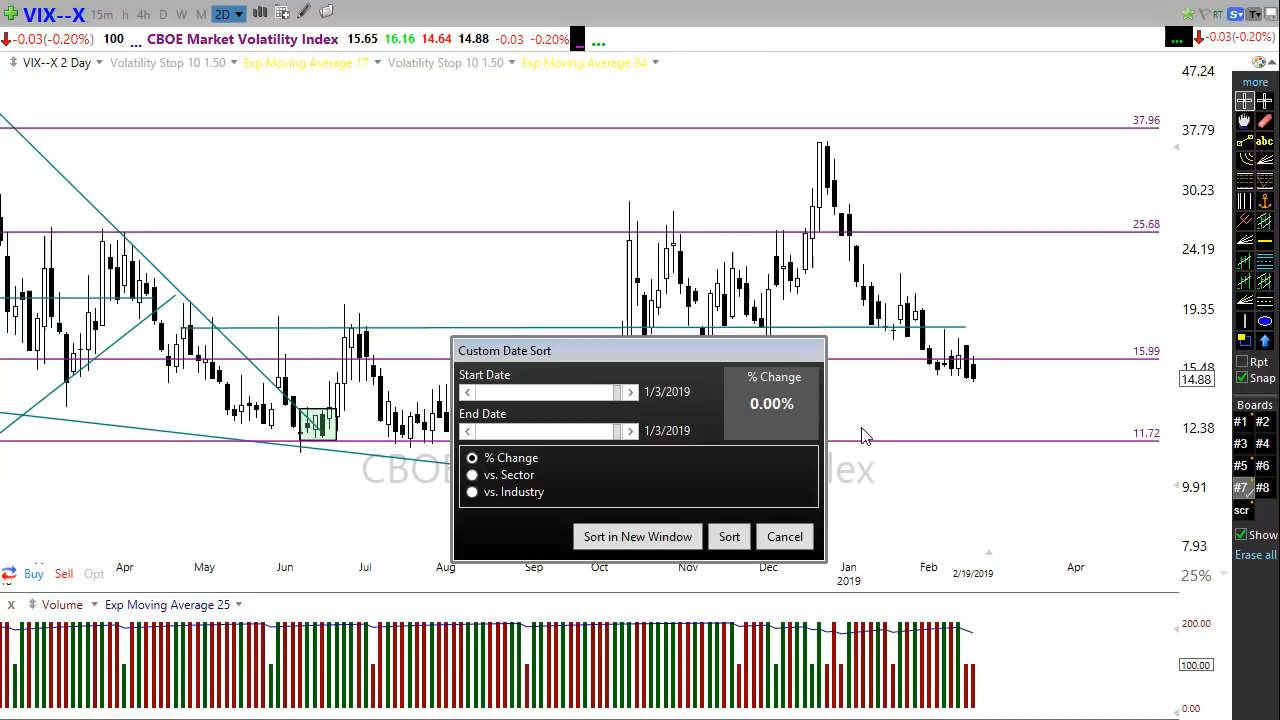 VIX--X 15m h 4h D W M 2D RT S T
-0.03(-0.20%) 100 ... CBOE Market Volatility Index 15.65 16.16 14.64 14.88 -0.03 -0.20% ... ... ... -0.03(-0.20%)
VIX--X 2 Day Volatility Stop 10 1.50 Exp Moving Average 17 Volatility Stop 10 1.50 Exp Moving Average 34
47.24
more
37.96
37.79
abc
30.23
25.68
24.19
19.35
15.99
15.48
14.88
12.38
11.72
9.91
7.93
Rpt
Snap
Boards
#1 #2
#3 #4
#5 #6
#7 #8
scr
Show
Erase all
Custom Date Sort
Start Date
1/3/2019
End Date
1/3/2019
% Change
0.00%
% Change
vs. Sector
vs. Industry
Sort in New Window Sort Cancel
Apr May Jun Jul Aug Sep Oct Nov Dec Jan Feb 2/19/2019 Apr
2019
Buy Sell Opt
25%
X Volume Exp Moving Average 25
200.00
100.00
0.00